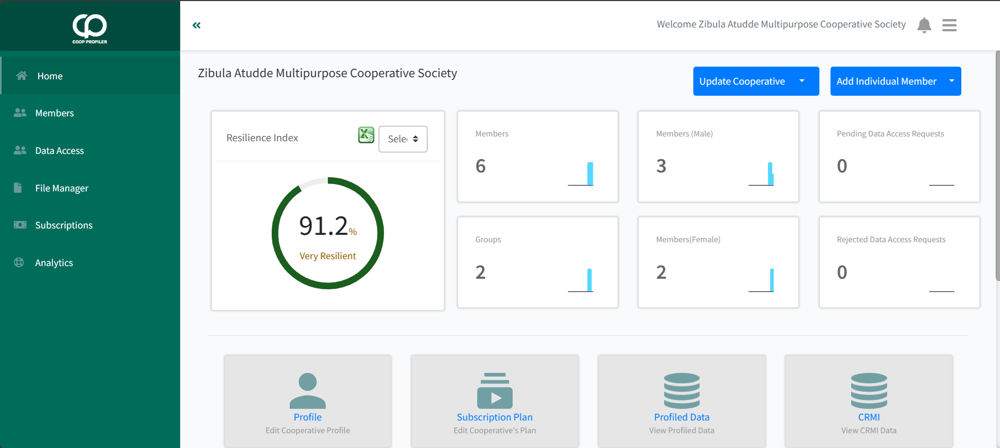 COOP PROFILER
Welcome Zibula Atudde Multipurpose Cooperative Society
Home
Members
Data Access
File Manager
Subscriptions
Analytics
Zibula Atudde Multipurpose Cooperative Society
Update Cooperative
Add Individual Member
Resilience Index
Selec
91.2%
Very Resilient
Members
6
Members (Male)
3
Pending Data Access Requests
0
Groups
2
Members(Female)
2
Rejected Data Access Requests
0
Profile
Edit Cooperative Profile
Subscription Plan
Edit Cooperative's Plan
Profiled Data
View Profiled Data
CRMI
View CRMI Data